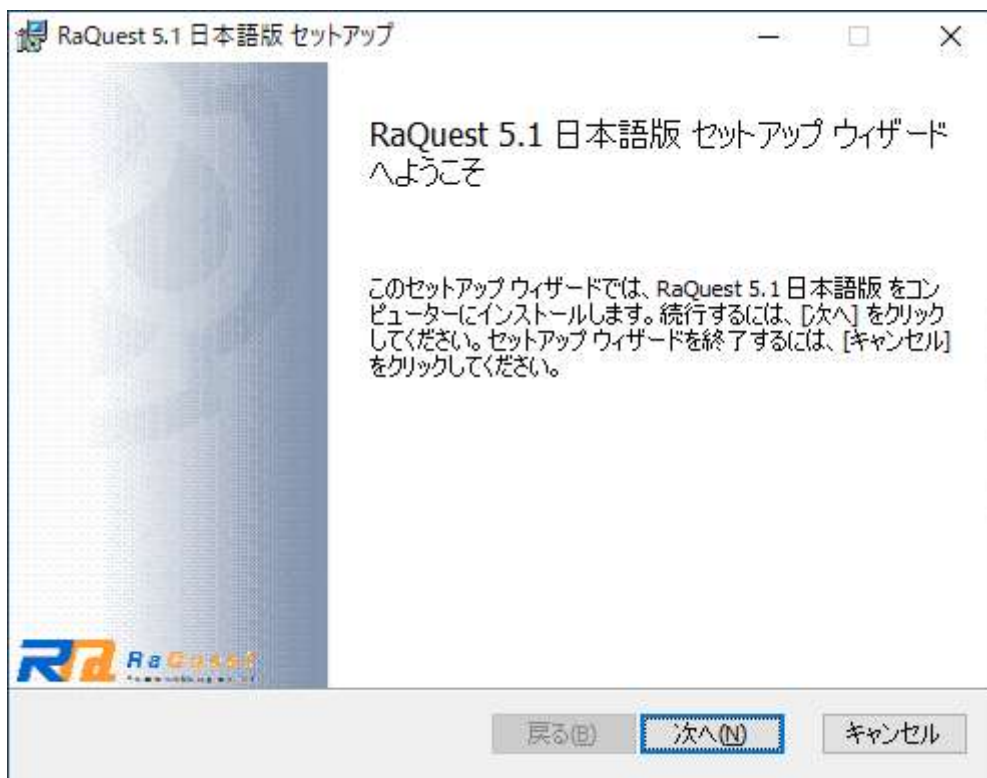 RaQuest 5.1 日本語版 セットアップ
RaQuest 5.1 日本語版 セットアップ ウィザード
へようこそ
このセットアップ ウィザードでは、RaQuest 5.1 日本語版 をコン
ピューターにインストールします。続行するには、[次へ] をクリック
してください。セットアップ ウィザードを終了するには、[キャンセル]
をクリックしてください。
Ra RaQuest
戻る(B) 次へ(N) キャンセル